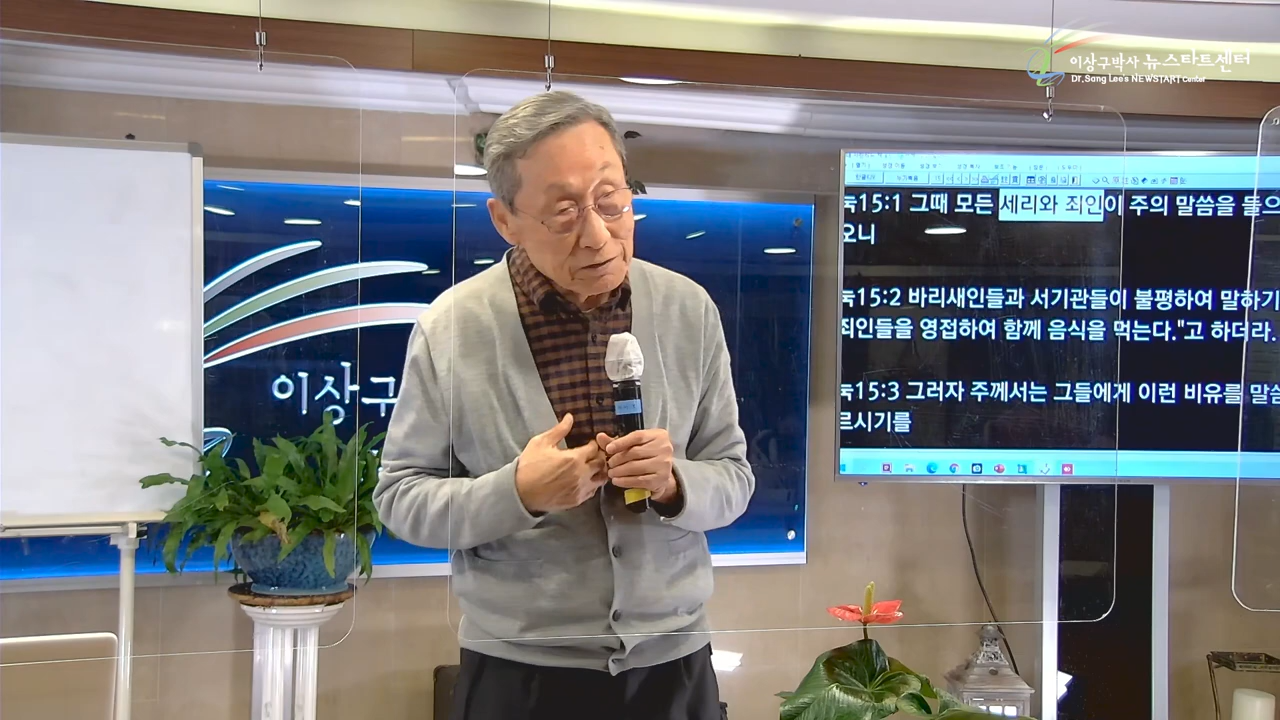 이상구박사 뉴스타트센터
Dr. Sang Lee's NEWSTART Center
눅15:1 그때 모든 세리와 죄인이 주의 말씀을 들으
오니
눅15:2 바리새인들과 서기관들이 불평하여 말하기
죄인들을 영접하여 함께 음식을 먹는다."고 하더라.
눅15:3 그러자 주께서는 그들에게 이런 비유를 말씀
르시기를
이상구